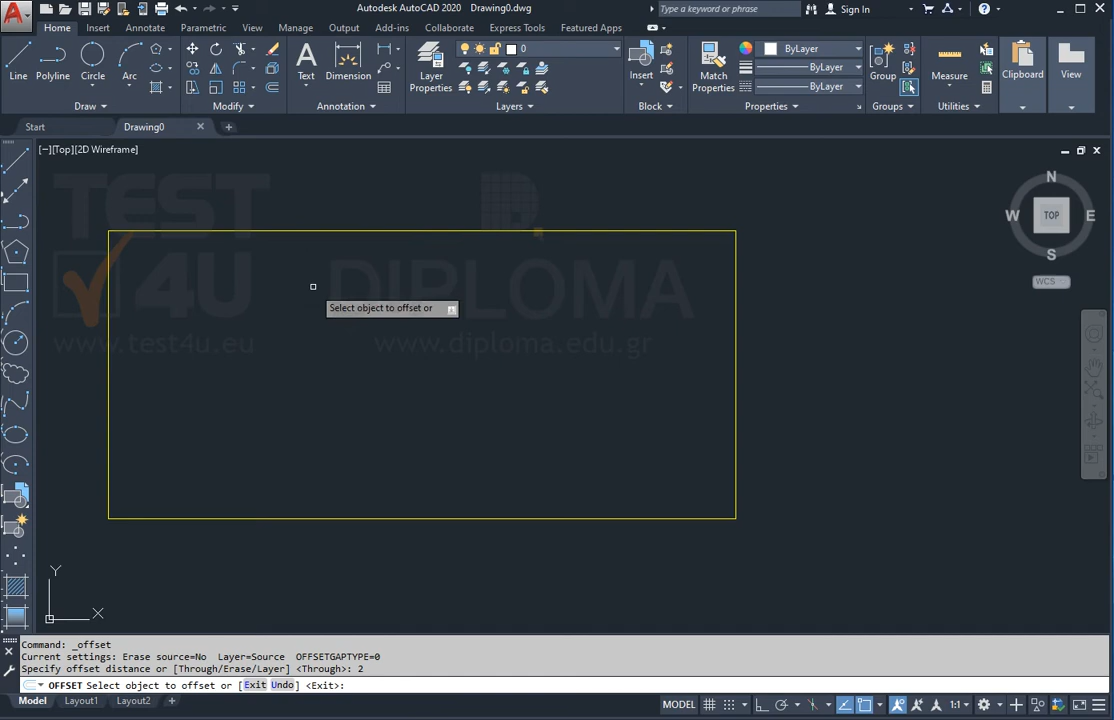 Autodesk AutoCAD 2020 Drawing0.dwg
Type a keyword or phrase
Sign In
Home Insert Annotate Parametric View Manage Output Add-ins Collaborate Express Tools Featured Apps
Line Polyline Circle Arc
Text Dimension
Layer Properties
0
Insert
Match Properties
ByLayer
ByLayer
ByLayer
Group
Measure
Clipboard
View
Draw Modify Annotation Layers Block Properties Groups Utilities
Start Drawing0
[−][Top][2D Wireframe]
TEST
4U
www.test4u.eu
D.
DIPLOMA
www.diploma.edu.gr
N
W TOP E
S
WCS
Select object to offset or
Y
X
Command: _offset
Current settings: Erase source=No Layer=Source OFFSETGAPTYPE=0
Specify offset distance or [Through/Erase/Layer] <Through>: 2
OFFSET Select object to offset or [Exit Undo] <Exit>:
Model Layout1 Layout2 +
MODEL
1:1